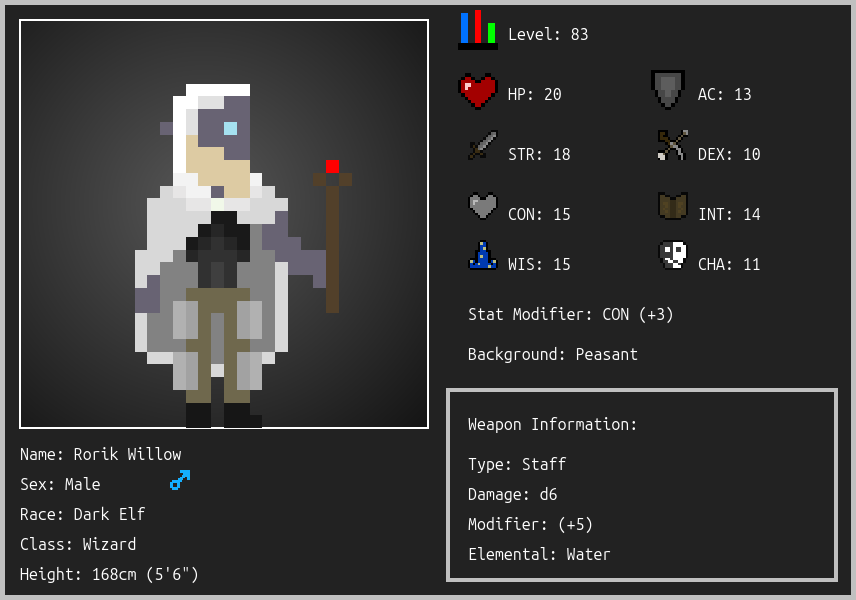 Level: 83
HP: 20
AC: 13
STR: 18
DEX: 10
CON: 15
INT: 14
WIS: 15
CHA: 11
Stat Modifier: CON (+3)
Background: Peasant
Weapon Information:
Type: Staff
Damage: d6
Modifier: (+5)
Elemental: Water
Name: Rorik Willow
Sex: Male
Race: Dark Elf
Class: Wizard
Height: 168cm (5'6")